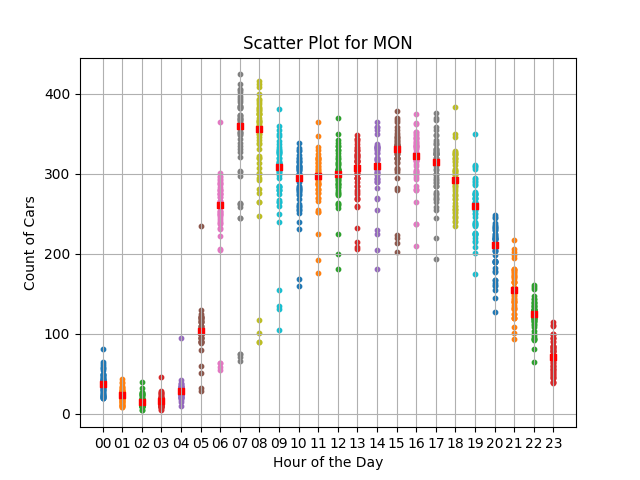 Scatter Plot for MON
Count of Cars
400
300
200
100
0
00 01 02 03 04 05 06 07 08 09 10 11 12 13 14 15 16 17 18 19 20 21 22 23
Hour of the Day